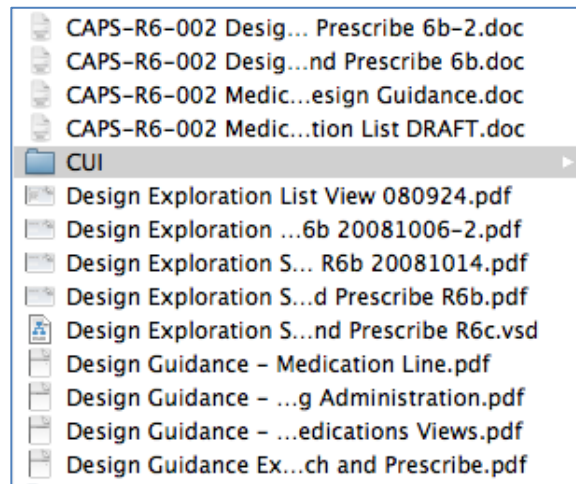 CAPS-R6-002 Desig... Prescribe 6b-2.doc
CAPS-R6-002 Desig...nd Prescribe 6b.doc
CAPS-R6-002 Medic...esign Guidance.doc
CAPS-R6-002 Medic...tion List DRAFT.doc
CUI
Design Exploration List View 080924.pdf
Design Exploration ...6b 20081006-2.pdf
Design Exploration S... R6b 20081014.pdf
Design Exploration S...d Prescribe R6b.pdf
Design Exploration S...nd Prescribe R6c.vsd
Design Guidance – Medication Line.pdf
Design Guidance – ...g Administration.pdf
Design Guidance – ...edications Views.pdf
Design Guidance Ex...ch and Prescribe.pdf